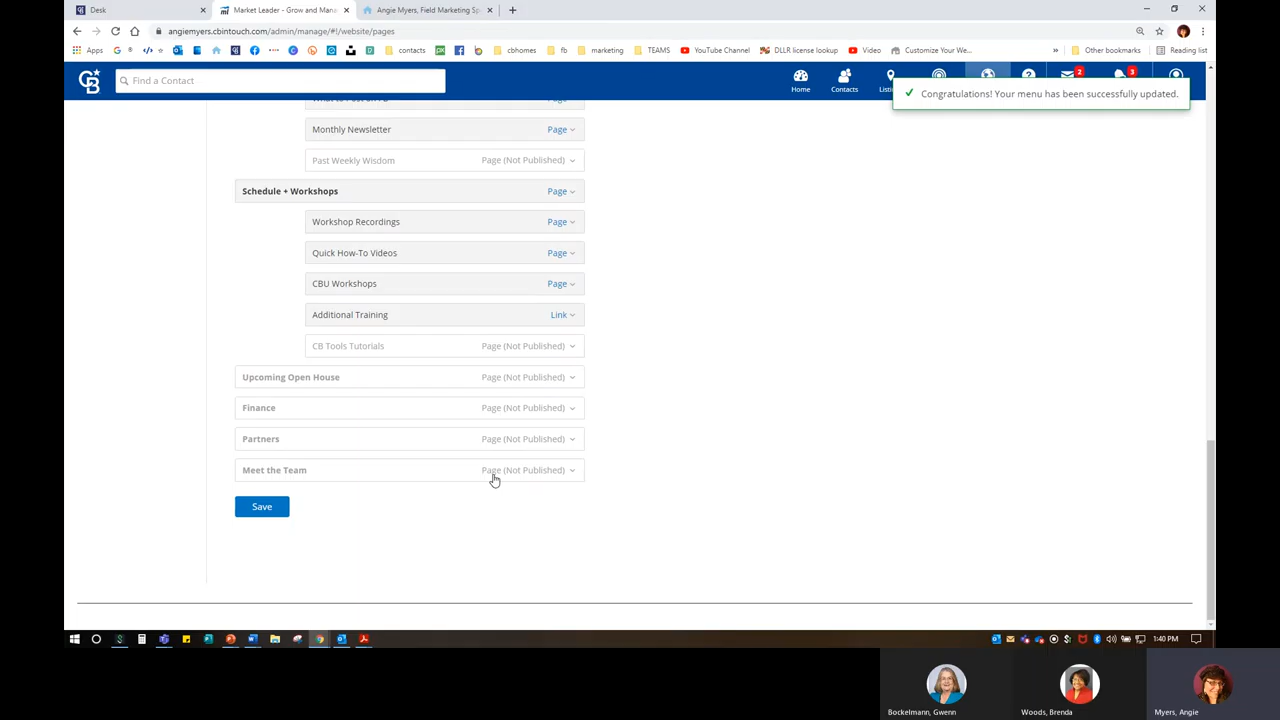 Desk
Market Leader - Grow and Man
Angie Myers, Field Marketing Sp
angiemyers.cbintouch.com/admin/manage/#!/website/pages
Apps
contacts
cbhomes
fb
marketing
TEAMS
YouTube Channel
DLLR license lookup
Video
Customize Your We...
Other bookmarks
Reading list
CB
Find a Contact
Home
Contacts
2
3
Congratulations! Your menu has been successfully updated.
Page
Monthly Newsletter Page
Past Weekly Wisdom Page (Not Published)
Schedule + Workshops Page
Workshop Recordings Page
Quick How-To Videos Page
CBU Workshops Page
Additional Training Link
CB Tools Tutorials Page (Not Published)
Upcoming Open House Page (Not Published)
Finance Page (Not Published)
Partners Page (Not Published)
Meet the Team Page (Not Published)
Save
1:40 PM
Bockelmann, Gwenn
Woods, Brenda
Myers, Angie